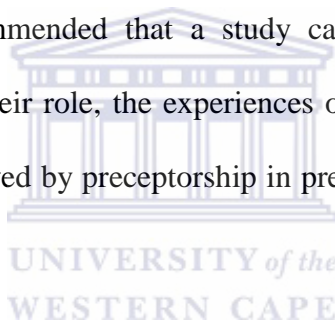 mmended that a study ca
eir role, the experiences o
ed by preceptorship in pre
UNIVERSITY of the
WESTERN CAPE